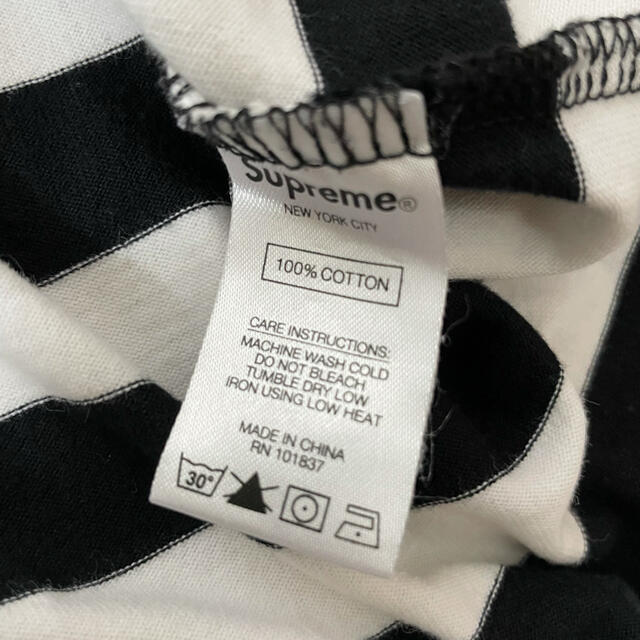 Supreme®
NEW YORK CITY
100% COTTON
CARE INSTRUCTIONS:
MACHINE WASH COLD
DO NOT BLEACH
TUMBLE DRY LOW
IRON USING LOW HEAT
MADE IN CHINA
RN 101837
30°